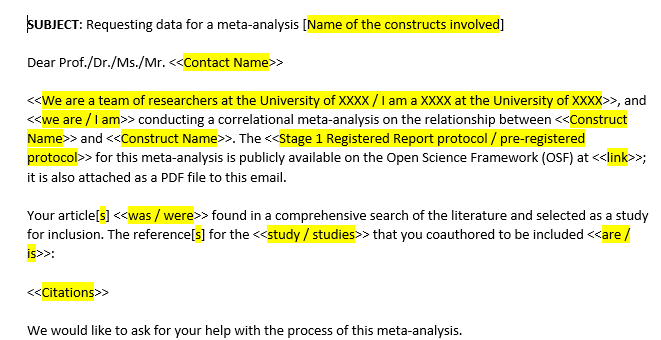 SUBJECT: Requesting data for a meta-analysis [Name of the constructs involved]
Dear Prof./Dr./Ms./Mr. <<Contact Name>>
<<We are a team of researchers at the University of XXXX / I am a XXXX at the University of XXXX>>, and
<<we are / I am>> conducting a correlational meta-analysis on the relationship between <<Construct
Name>> and <<Construct Name>>. The <<Stage 1 Registered Report protocol / pre-registered
protocol>> for this meta-analysis is publicly available on the Open Science Framework (OSF) at <<link>>;
it is also attached as a PDF file to this email.
Your article[s] <<was / were>> found in a comprehensive search of the literature and selected as a study
for inclusion. The reference[s] for the <<study / studies>> that you coauthored to be included <<are /
is>>:
<<Citations>>
We would like to ask for your help with the process of this meta-analysis.